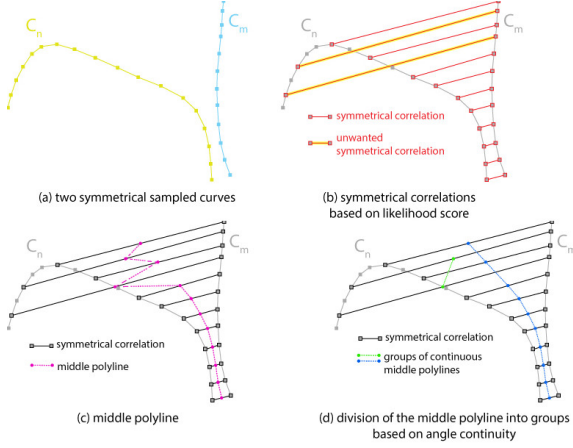 Cn
Cm
(a) two symmetrical sampled curves
Cn
Cm
symmetrical correlation
unwanted
symmetrical correlation
(b) symmetrical correlations
based on likelihood score
Cn
Cm
symmetrical correlation
middle polyline
(c) middle polyline
Cn
Cm
symmetrical correlation
groups of continuous
middle polylines
(d) division of the middle polyline into groups
based on angle continuity